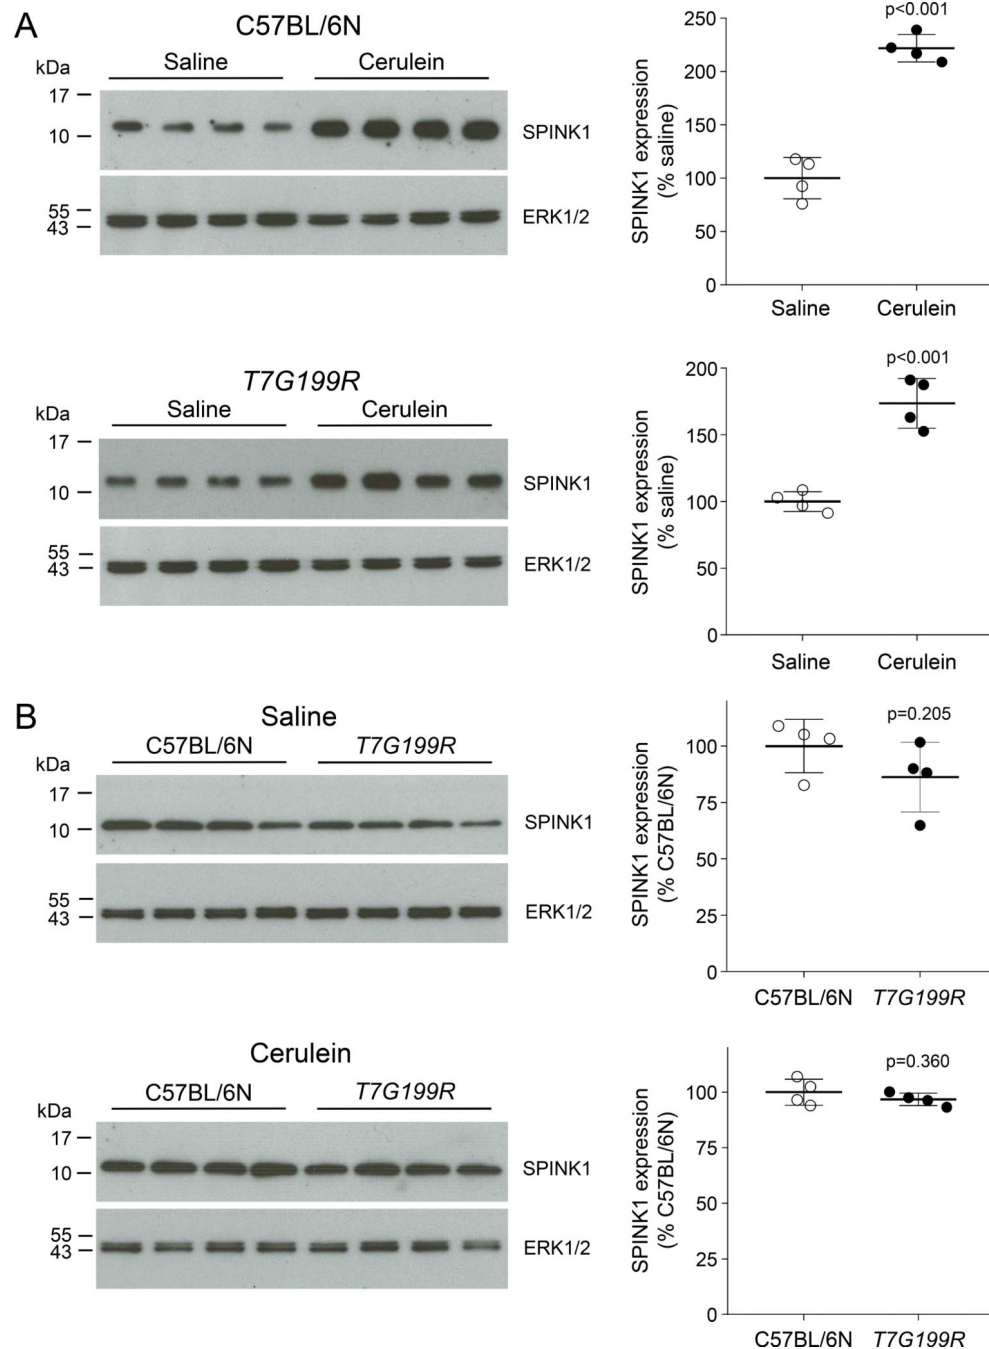 A
C57BL/6N
Saline Cerulein
kDa
17
10
SPINK1
55
43
ERK1/2
p<0.001
250
200
150
100
50
0
SPINK1 expression
(% saline)
Saline Cerulein
T7G199R
Saline Cerulein
kDa
17
10
SPINK1
55
43
ERK1/2
p<0.001
200
150
100
50
0
SPINK1 expression
(% saline)
Saline Cerulein
B
Saline
C57BL/6N T7G199R
kDa
17
10
SPINK1
55
43
ERK1/2
p=0.205
100
75
50
25
0
SPINK1 expression
(% C57BL/6N)
C57BL/6N T7G199R
Cerulein
C57BL/6N T7G199R
kDa
17
10
SPINK1
55
43
ERK1/2
p=0.360
100
75
50
25
0
SPINK1 expression
(% C57BL/6N)
C57BL/6N T7G199R